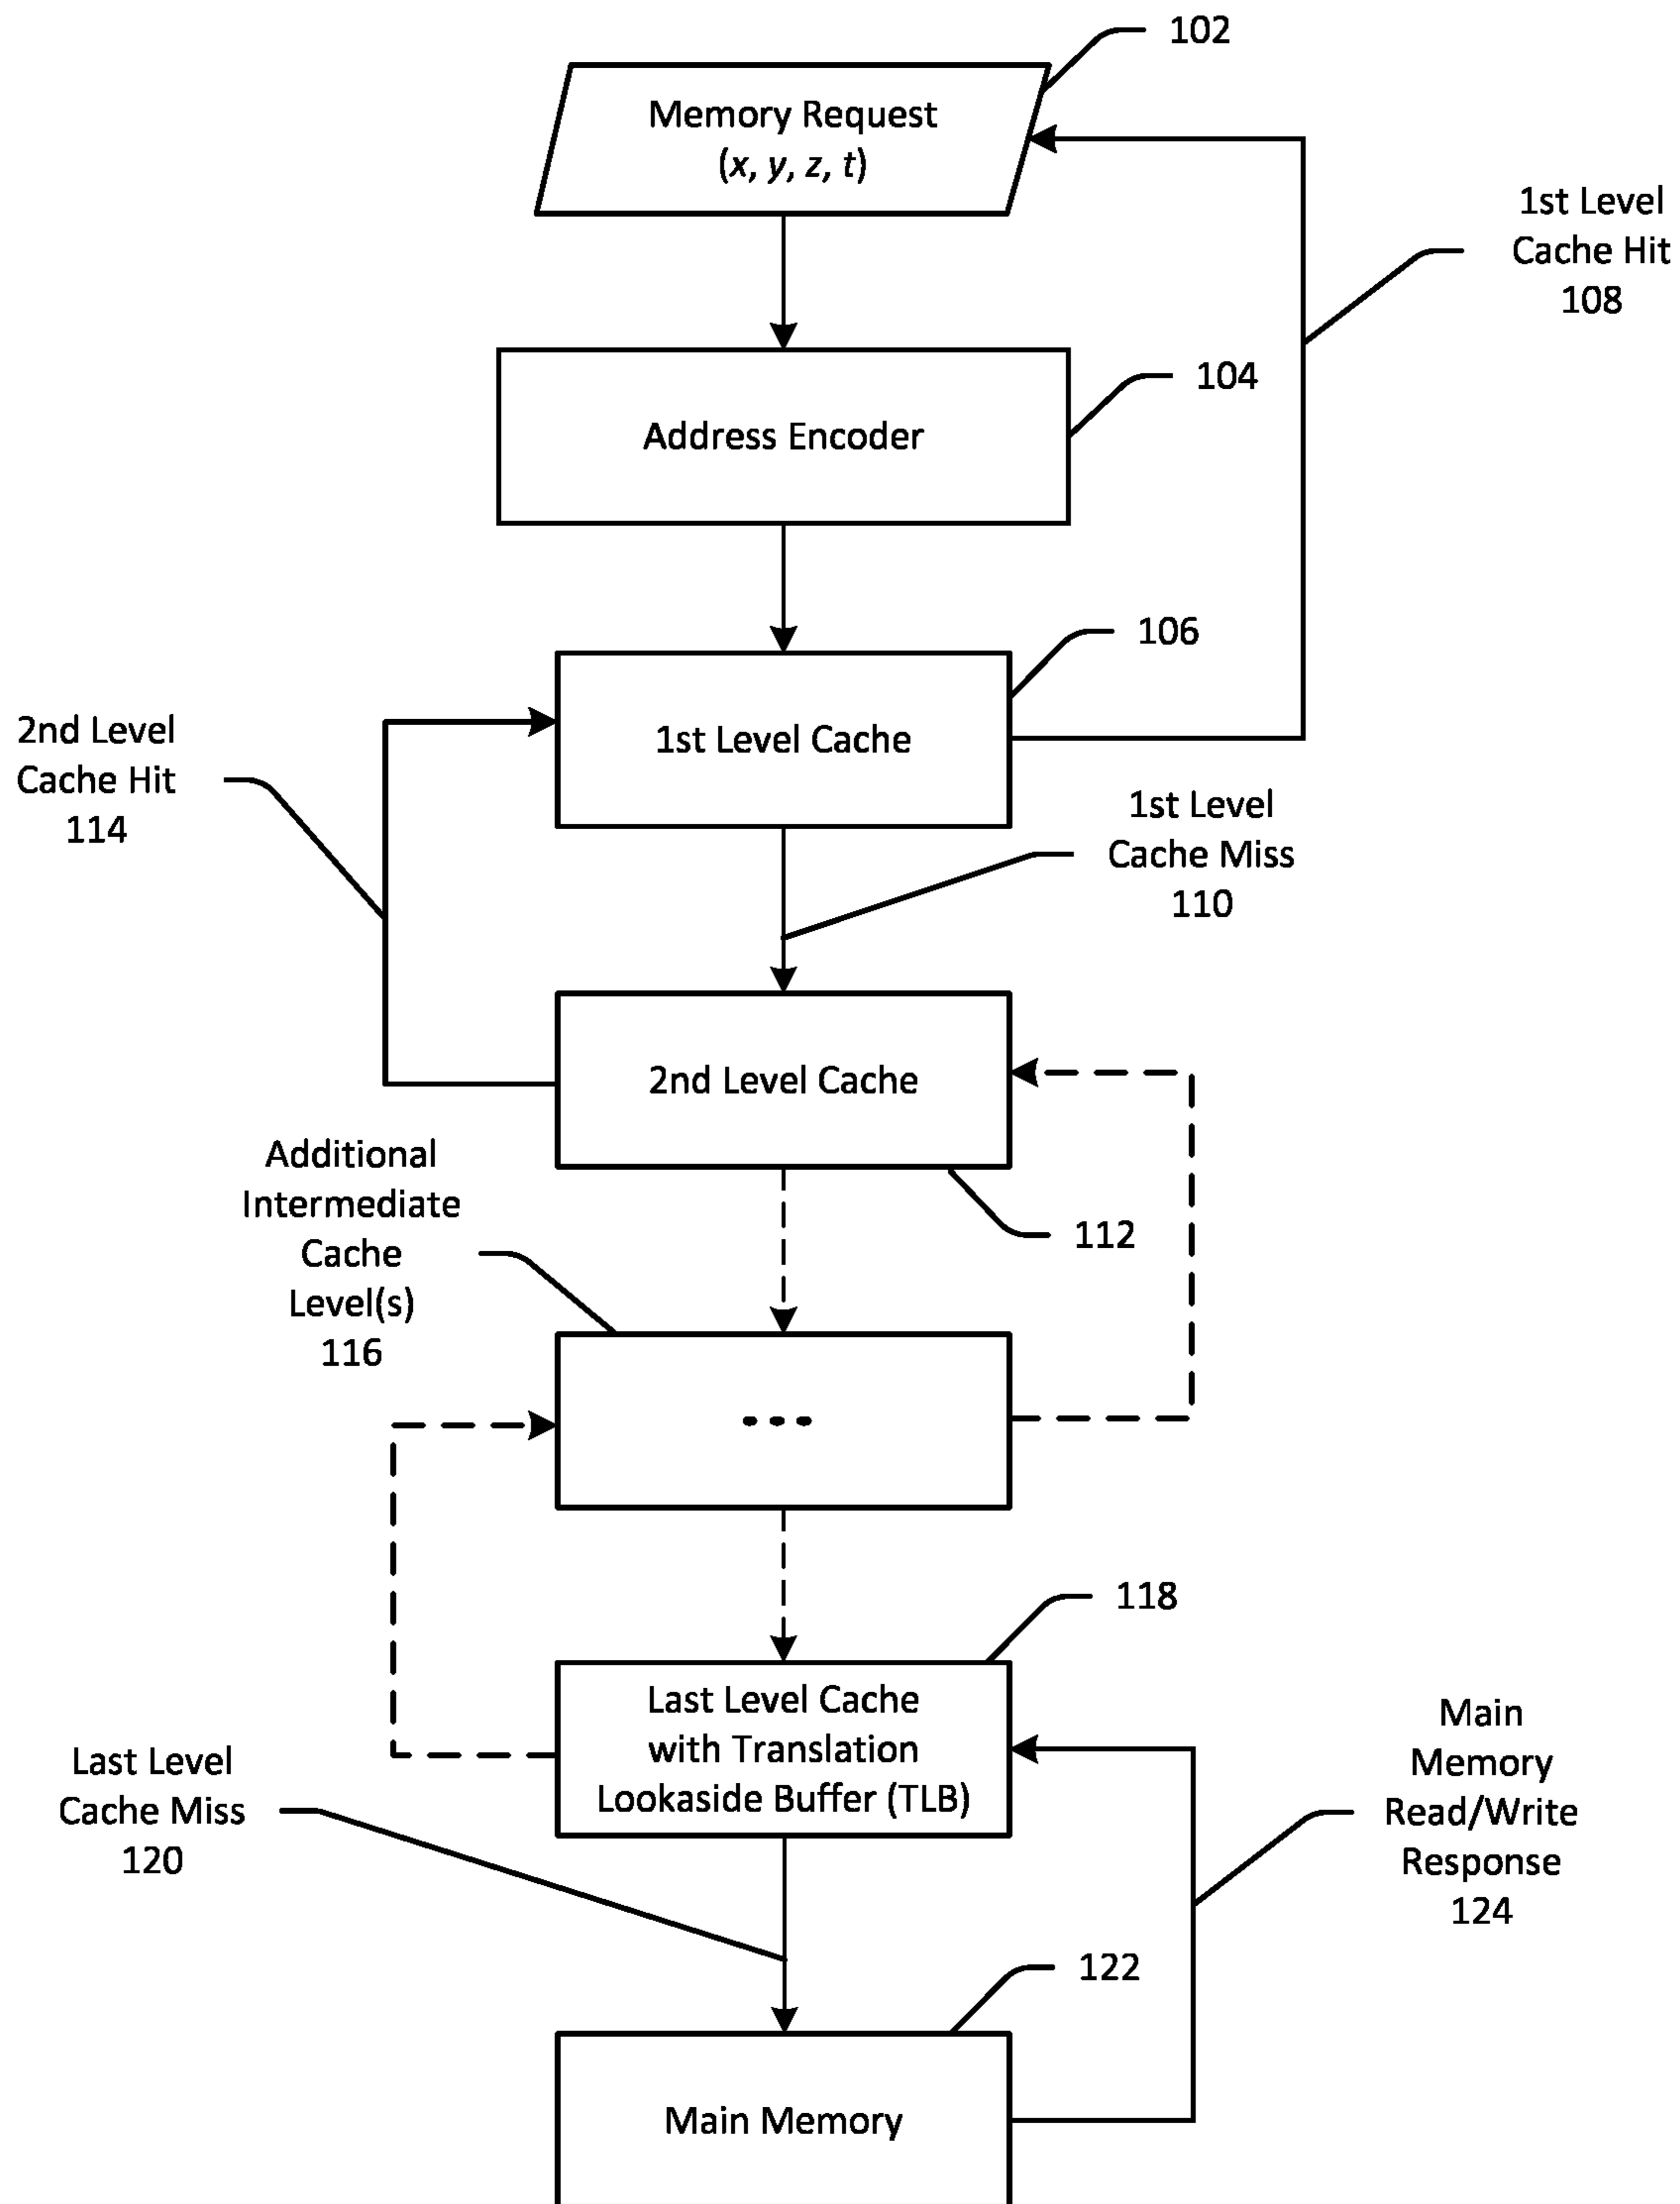 102
Memory Request
(x, y, z, t)
1st Level
Cache Hit
108
104
Address Encoder
106
1st Level Cache
2nd Level
Cache Hit
114
1st Level
Cache Miss
110
2nd Level Cache
112
Additional
Intermediate
Cache
Level(s)
116
...
118
Last Level Cache
with Translation
Lookaside Buffer (TLB)
Last Level
Cache Miss
120
Main
Memory
Read/Write
Response
124
122
Main Memory